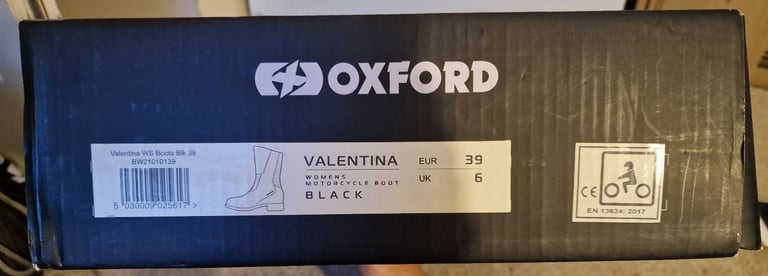 OXFORD
Valentina WS Boots Blk 39
BW21010139
5 030009 025617 >
VALENTINA
WOMENS
MOTORCYCLE BOOT
BLACK
EUR 39
UK 6
CE
EN 13634: 2017